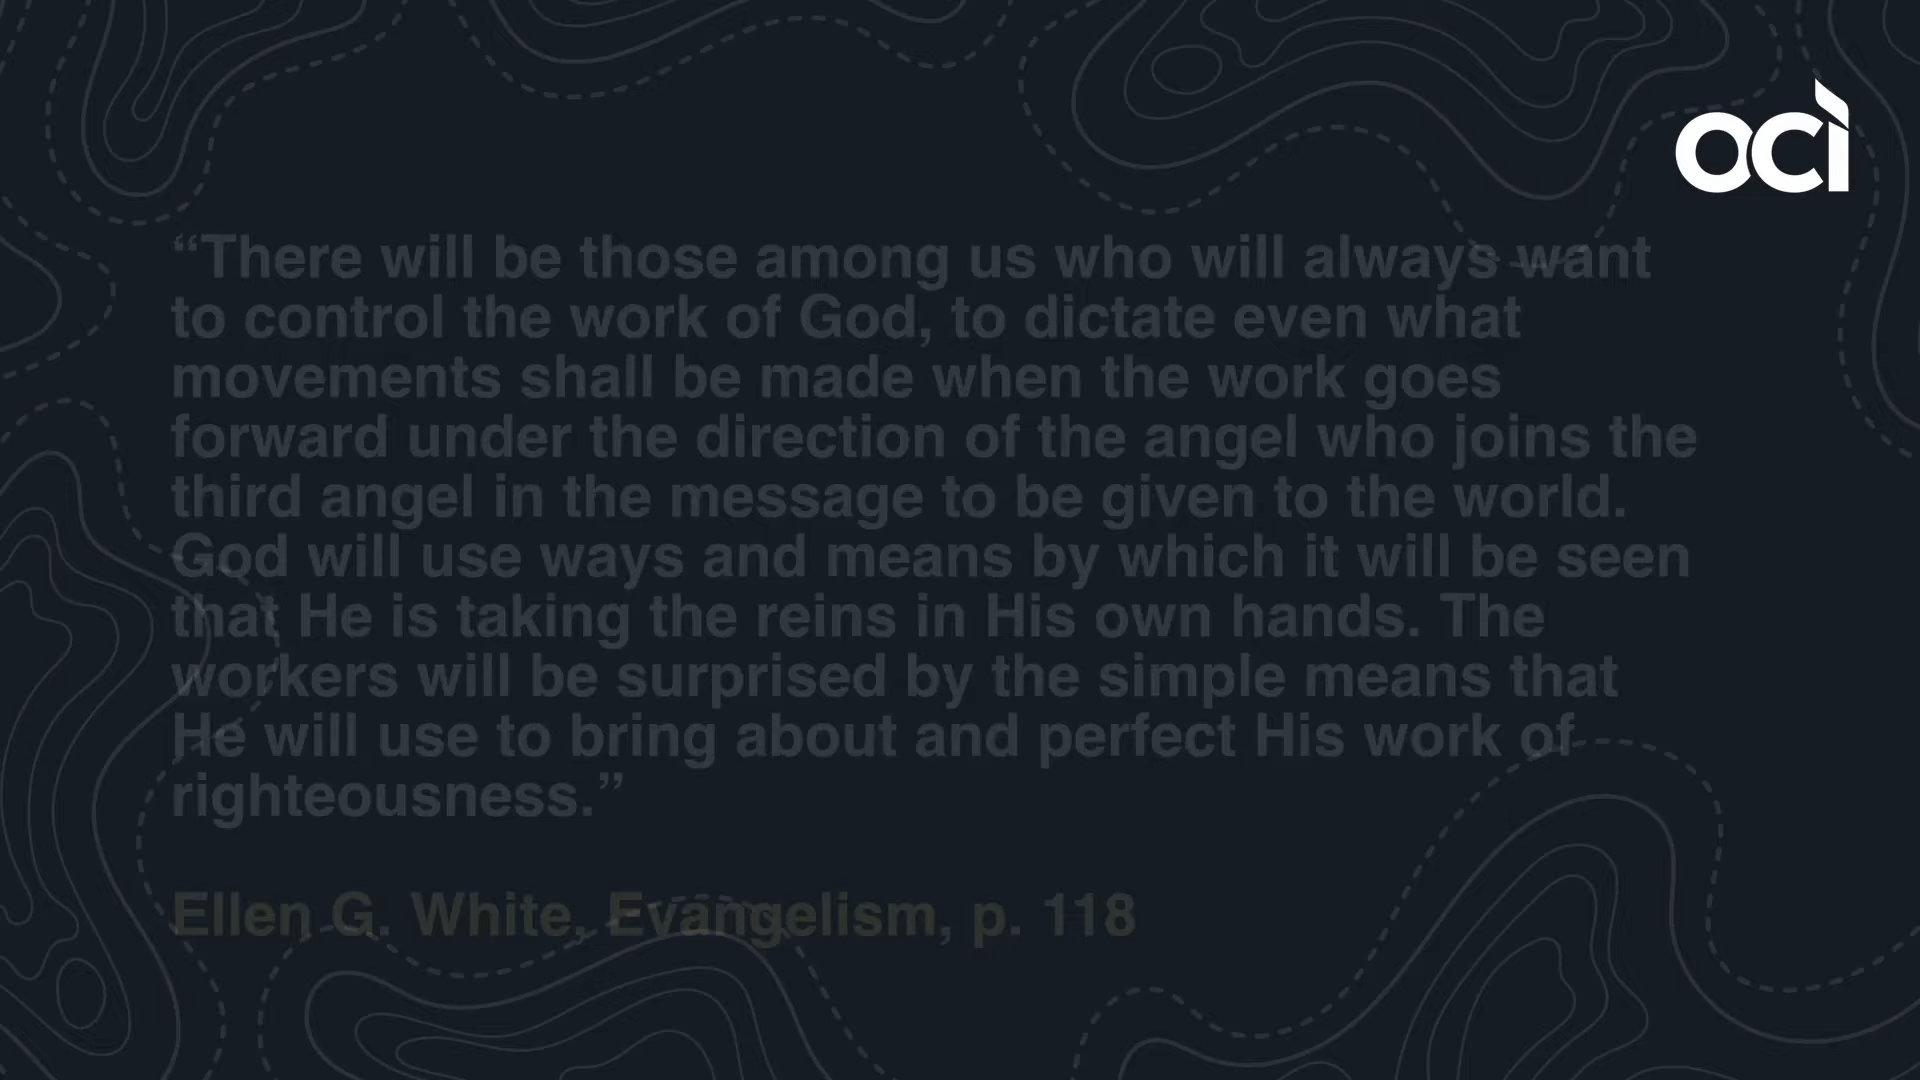 oci
“There will be those among us who will always want
to control the work of God, to dictate even what
movements shall be made when the work goes
forward under the direction of the angel who joins the
third angel in the message to be given to the world.
God will use ways and means by which it will be seen
that He is taking the reins in His own hands. The
workers will be surprised by the simple means that
He will use to bring about and perfect His work of
righteousness.”
Ellen G. White, Evangelism, p. 118